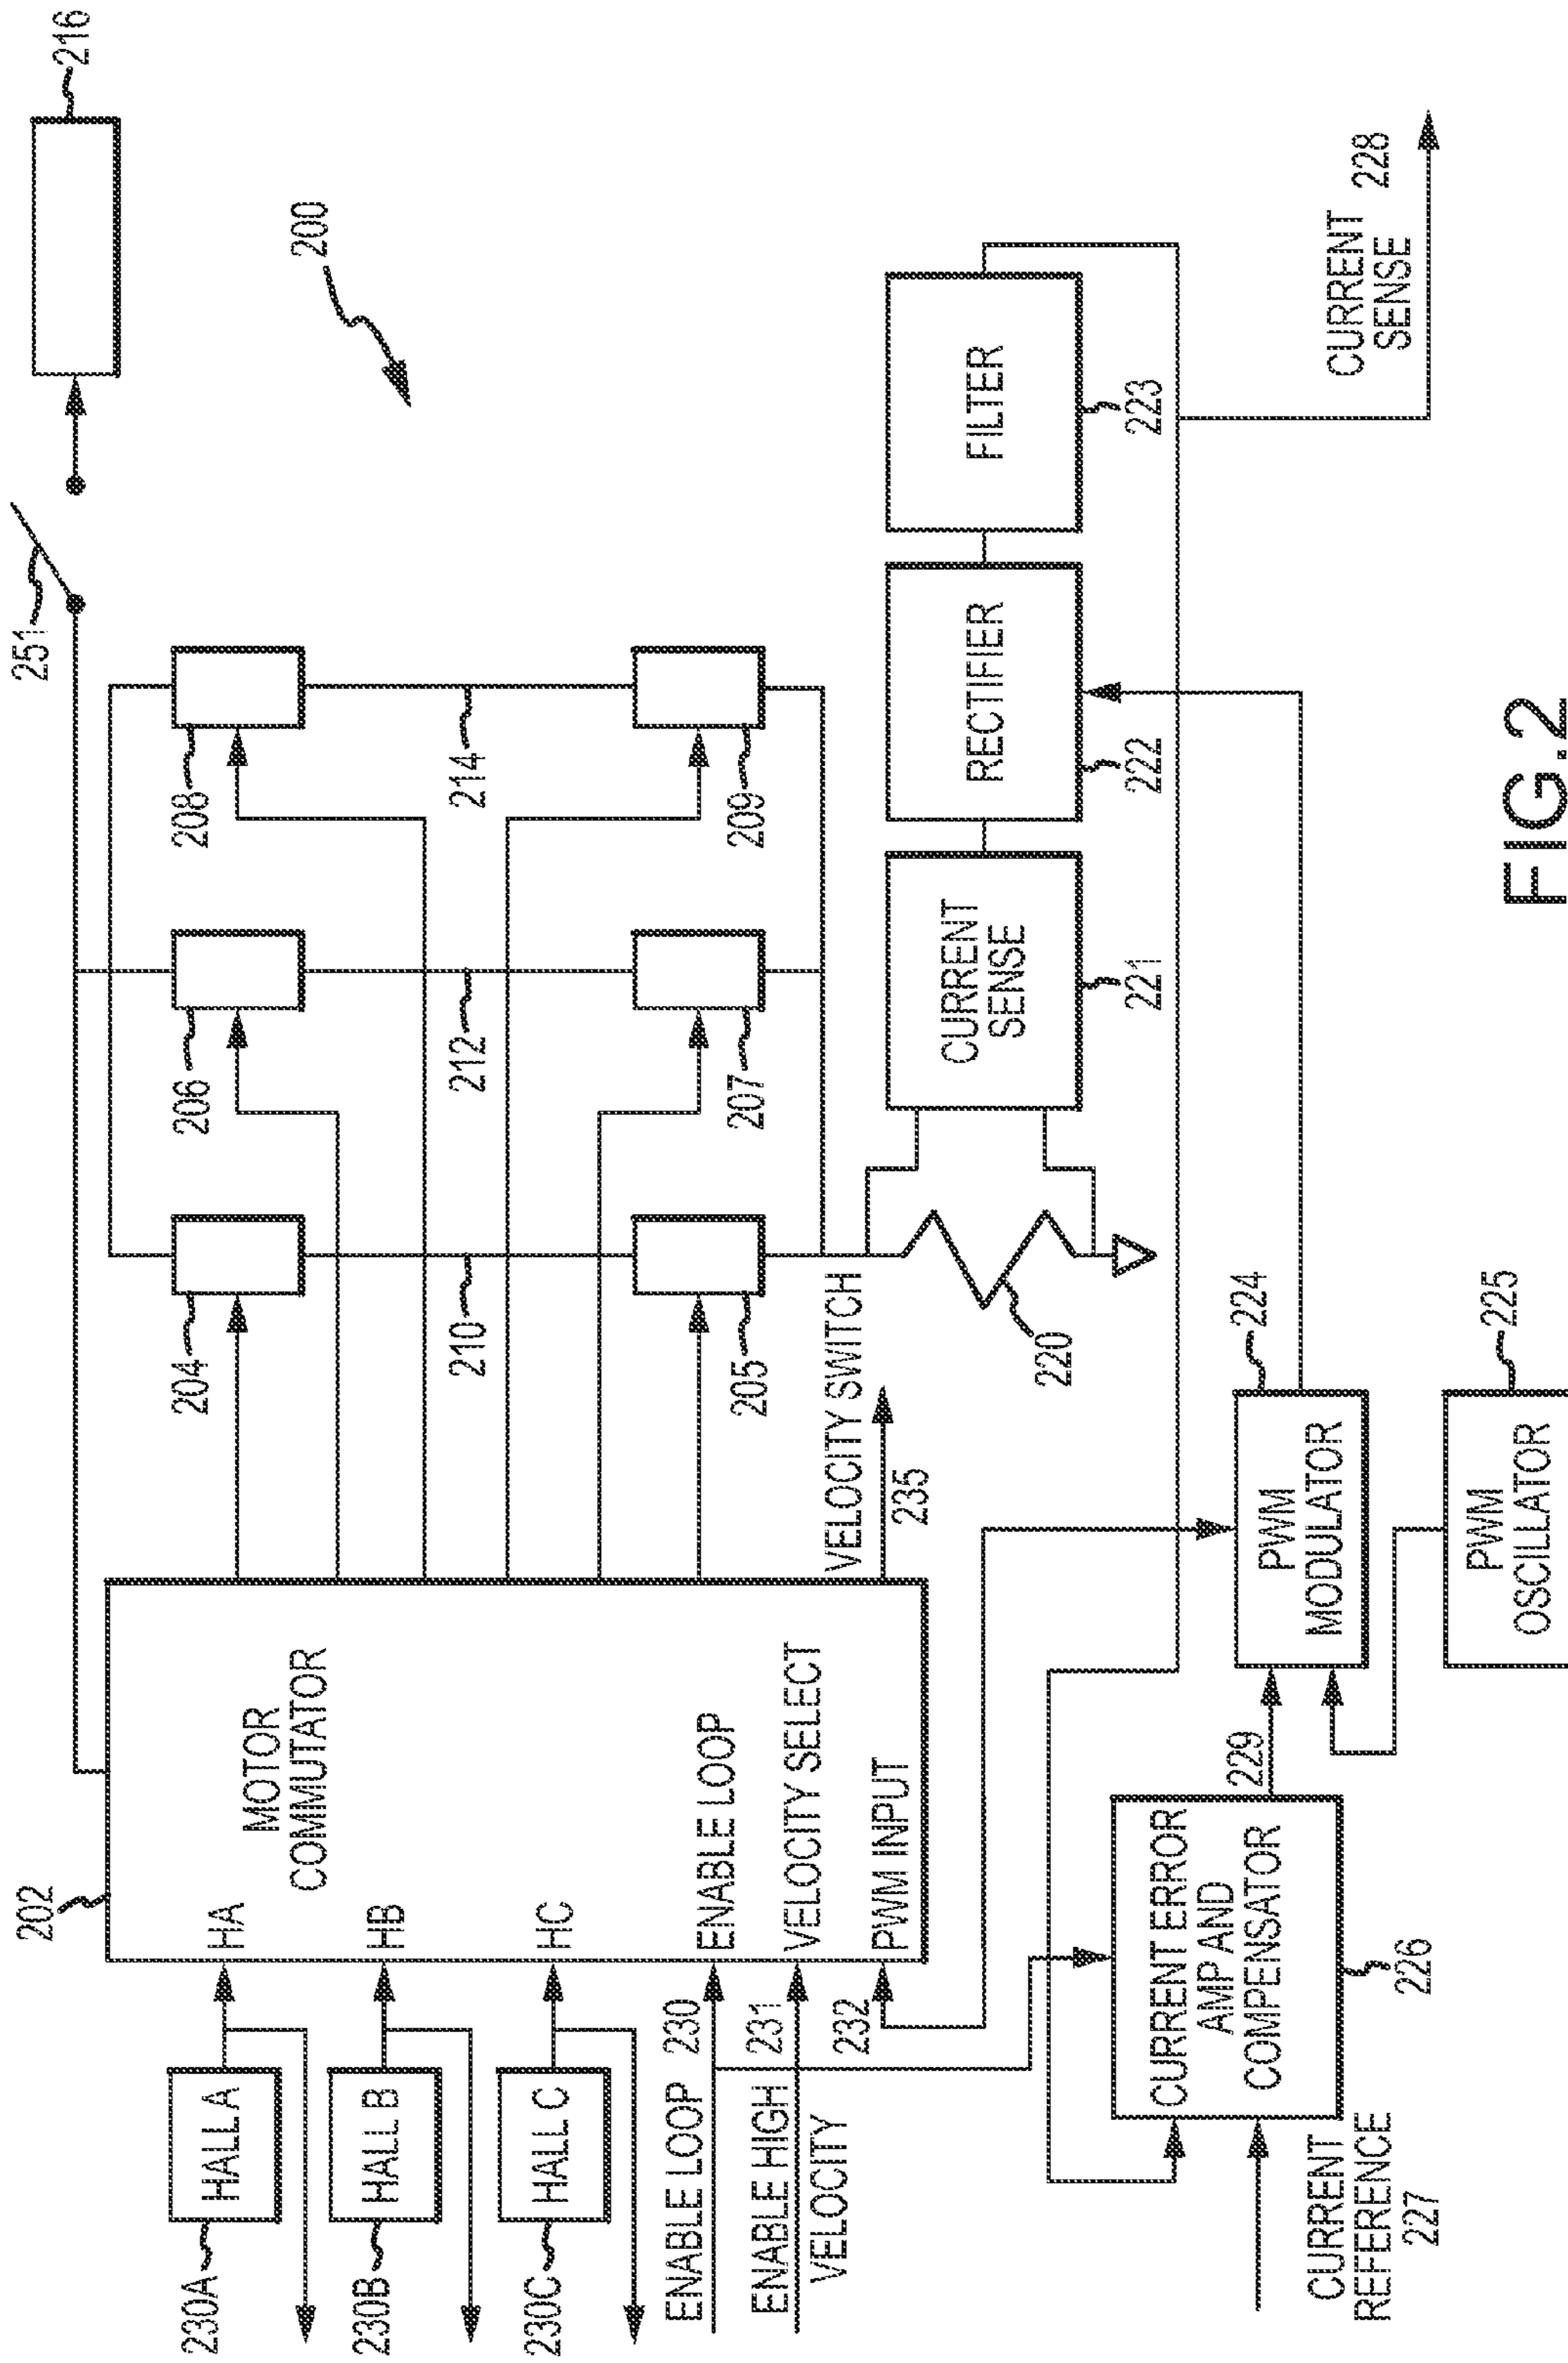 216
251
200
202
MOTOR
COMMUTATOR
HA
HB
HC
ENABLE LOOP
VELOCITY SELECT
PWM INPUT
HALL A
HALL B
HALL C
230A
230B
230C
ENABLE LOOP
230
ENABLE HIGH
VELOCITY
231
232
204
206
208
210
212
214
205
207
209
VELOCITY SWITCH
235
220
CURRENT
SENSE
221
RECTIFIER
222
FILTER
223
CURRENT
SENSE
228
CURRENT ERROR
AMP AND
COMPENSATOR
226
229
CURRENT
REFERENCE
227
PWM
MODULATOR
224
PWM
OSCILLATOR
225
FIG.2